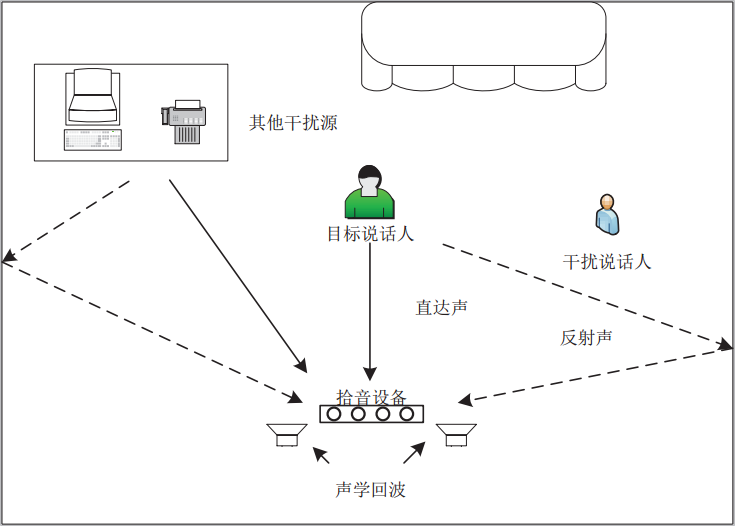 其他干扰源
目标说话人
干扰说话人
直达声
反射声
拾音设备
声学回波